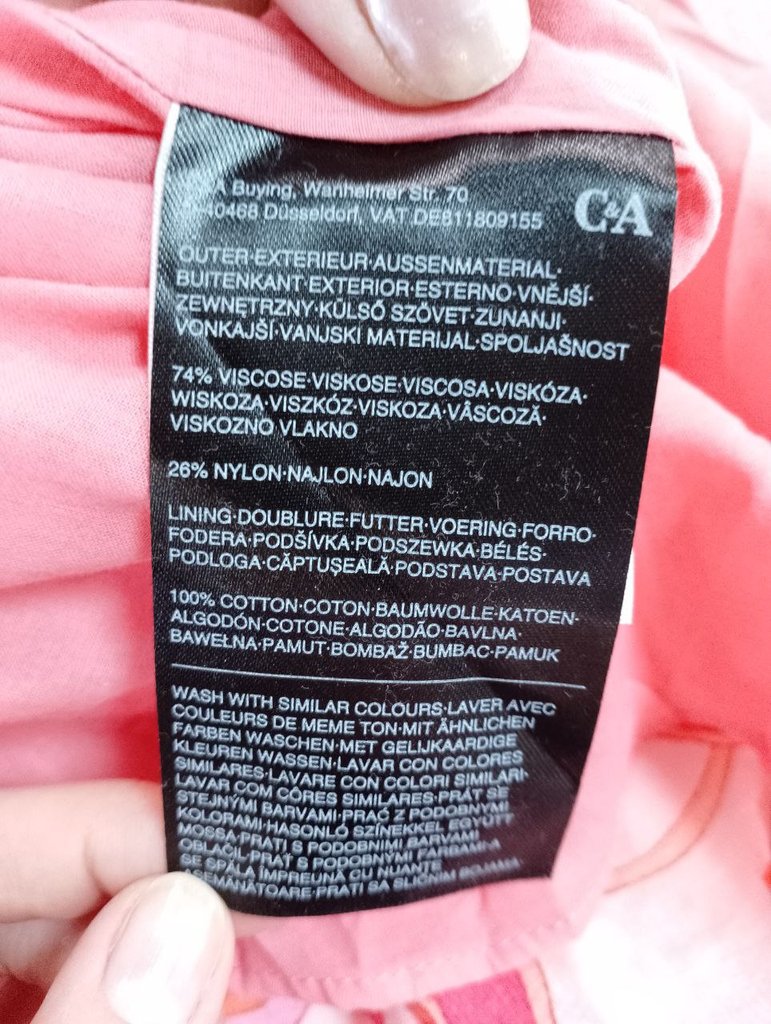 A Buying, Wanheimer Str. 70
40468 Düsseldorf, VAT DE811809155
C&A
OUTER·EXTERIEUR·AUSSENMATERIAL·
BUITENKANT·EXTERIOR·ESTERNO·VNĚJŠÍ·
ZEWNĘTRZNY·KÜLSŐ SZÖVET·ZUNANJI·
VONKAJŠÍ·VANJSKI MATERIJAL·SPOLJAŠNOST
74% VISCOSE·VISKOSE·VISCOSA·VISKÓZA·
WISKOZA·VISZKÓZ·VISKOZA·VÂSCOZĂ·
VISKOZNO VLAKNO
26% NYLON·NAJLON·NAJON
LINING·DOUBLURE·FUTTER·VOERING·FORRO·
FODERA·PODŠÍVKA·PODSZEWKA·BÉLÉS·
PODLOGA·CĂPTUȘEALĂ·PODSTAVA·POSTAVA
100% COTTON·COTON·BAUMWOLLE·KATOEN·
ALGODÓN·COTONE·ALGODÃO·BAVLNA·
BAWEŁNA·PAMUT·BOMBAŽ·BUMBAC·PAMUK
WASH WITH SIMILAR COLOURS·LAVER AVEC
COULEURS DE MEME TON·MIT ÄHNLICHEN
FARBEN WASCHEN·MET GELIJKAARDIGE
KLEUREN WASSEN·LAVAR CON COLORES
SIMILARES·LAVARE CON COLORI SIMILARI·
LAVAR COM CÔRES SIMILARES·PRÁT SE
STEJNÝMI BARVAMI·PRAĆ Z PODOBNYMI
KOLORAMI·HASONLÓ SZÍNEKKEL EGYÜTT
MOSSA·PRATI S PODOBNIMI BARVAMI
OBLAČIL·PRAŤ S PODOBNÝMI FARBAMI·A
SE SPĂLA ÎMPREUNĂ CU NUANȚE
ASEMĂNĂTOARE·PRATI SA SLIČNIM BOJAMA